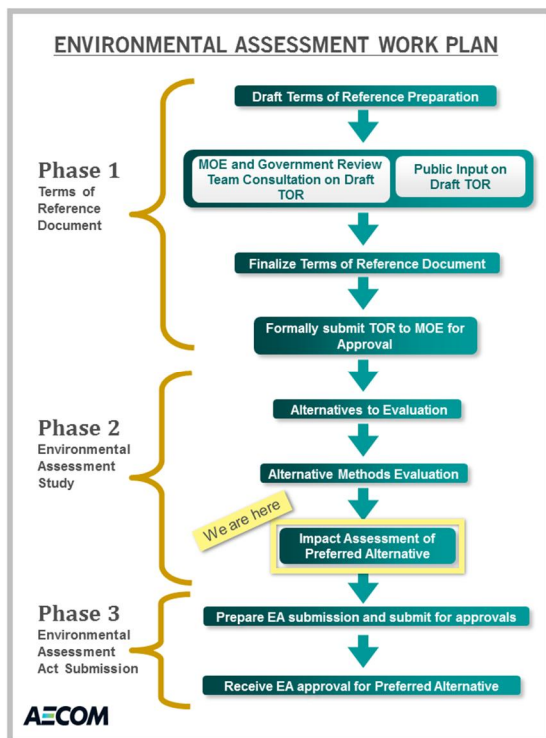 ENVIRONMENTAL ASSESSMENT WORK PLAN
Draft Terms of Reference Preparation
Phase 1
Terms of
Reference
Document
MOE and Government Review
Team Consultation on Draft
TOR
Public Input on
Draft TOR
Finalize Terms of Reference Document
Formally submit TOR to MOE for
Approval
Phase 2
Environmental
Assessment
Study
Alternatives to Evaluation
Alternative Methods Evaluation
We are here
Impact Assessment of
Preferred Alternative
Phase 3
Environmental
Assessment
Act Submission
Prepare EA submission and submit for approvals
Receive EA approval for Preferred Alternative
AECOM